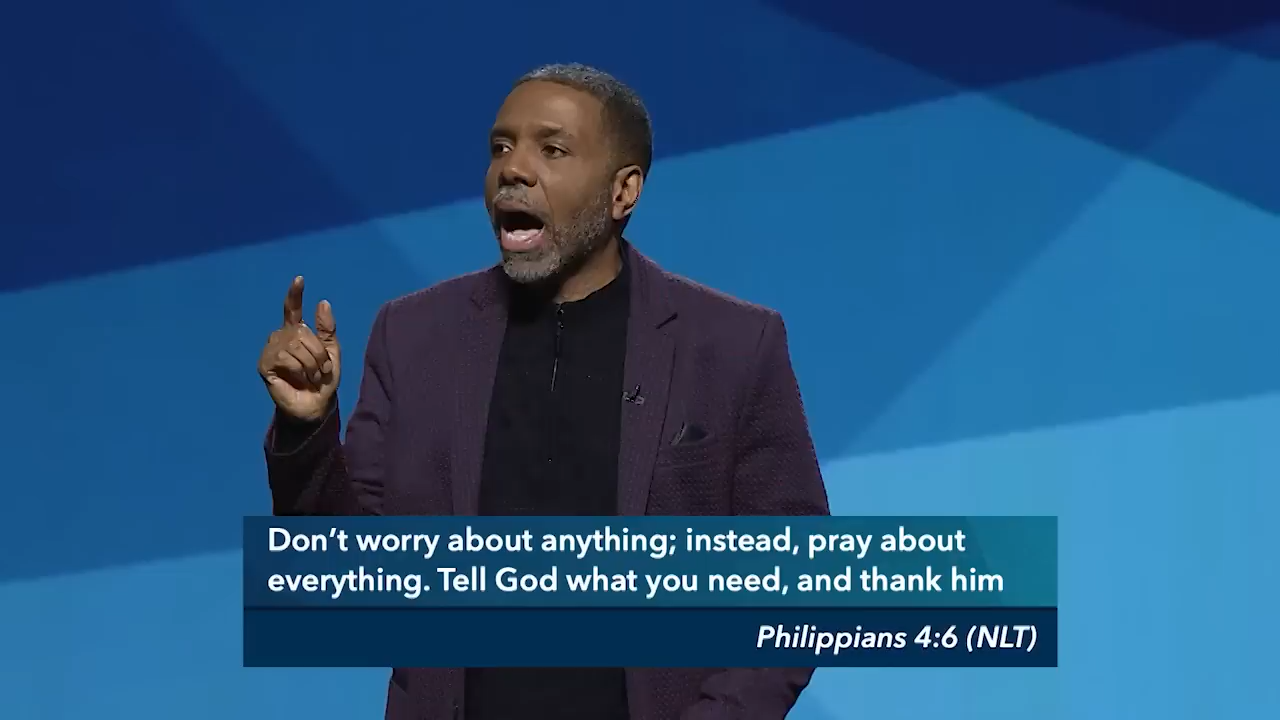 Don't worry about anything; instead, pray about
everything. Tell God what you need, and thank him
Philippians 4:6 (NLT)